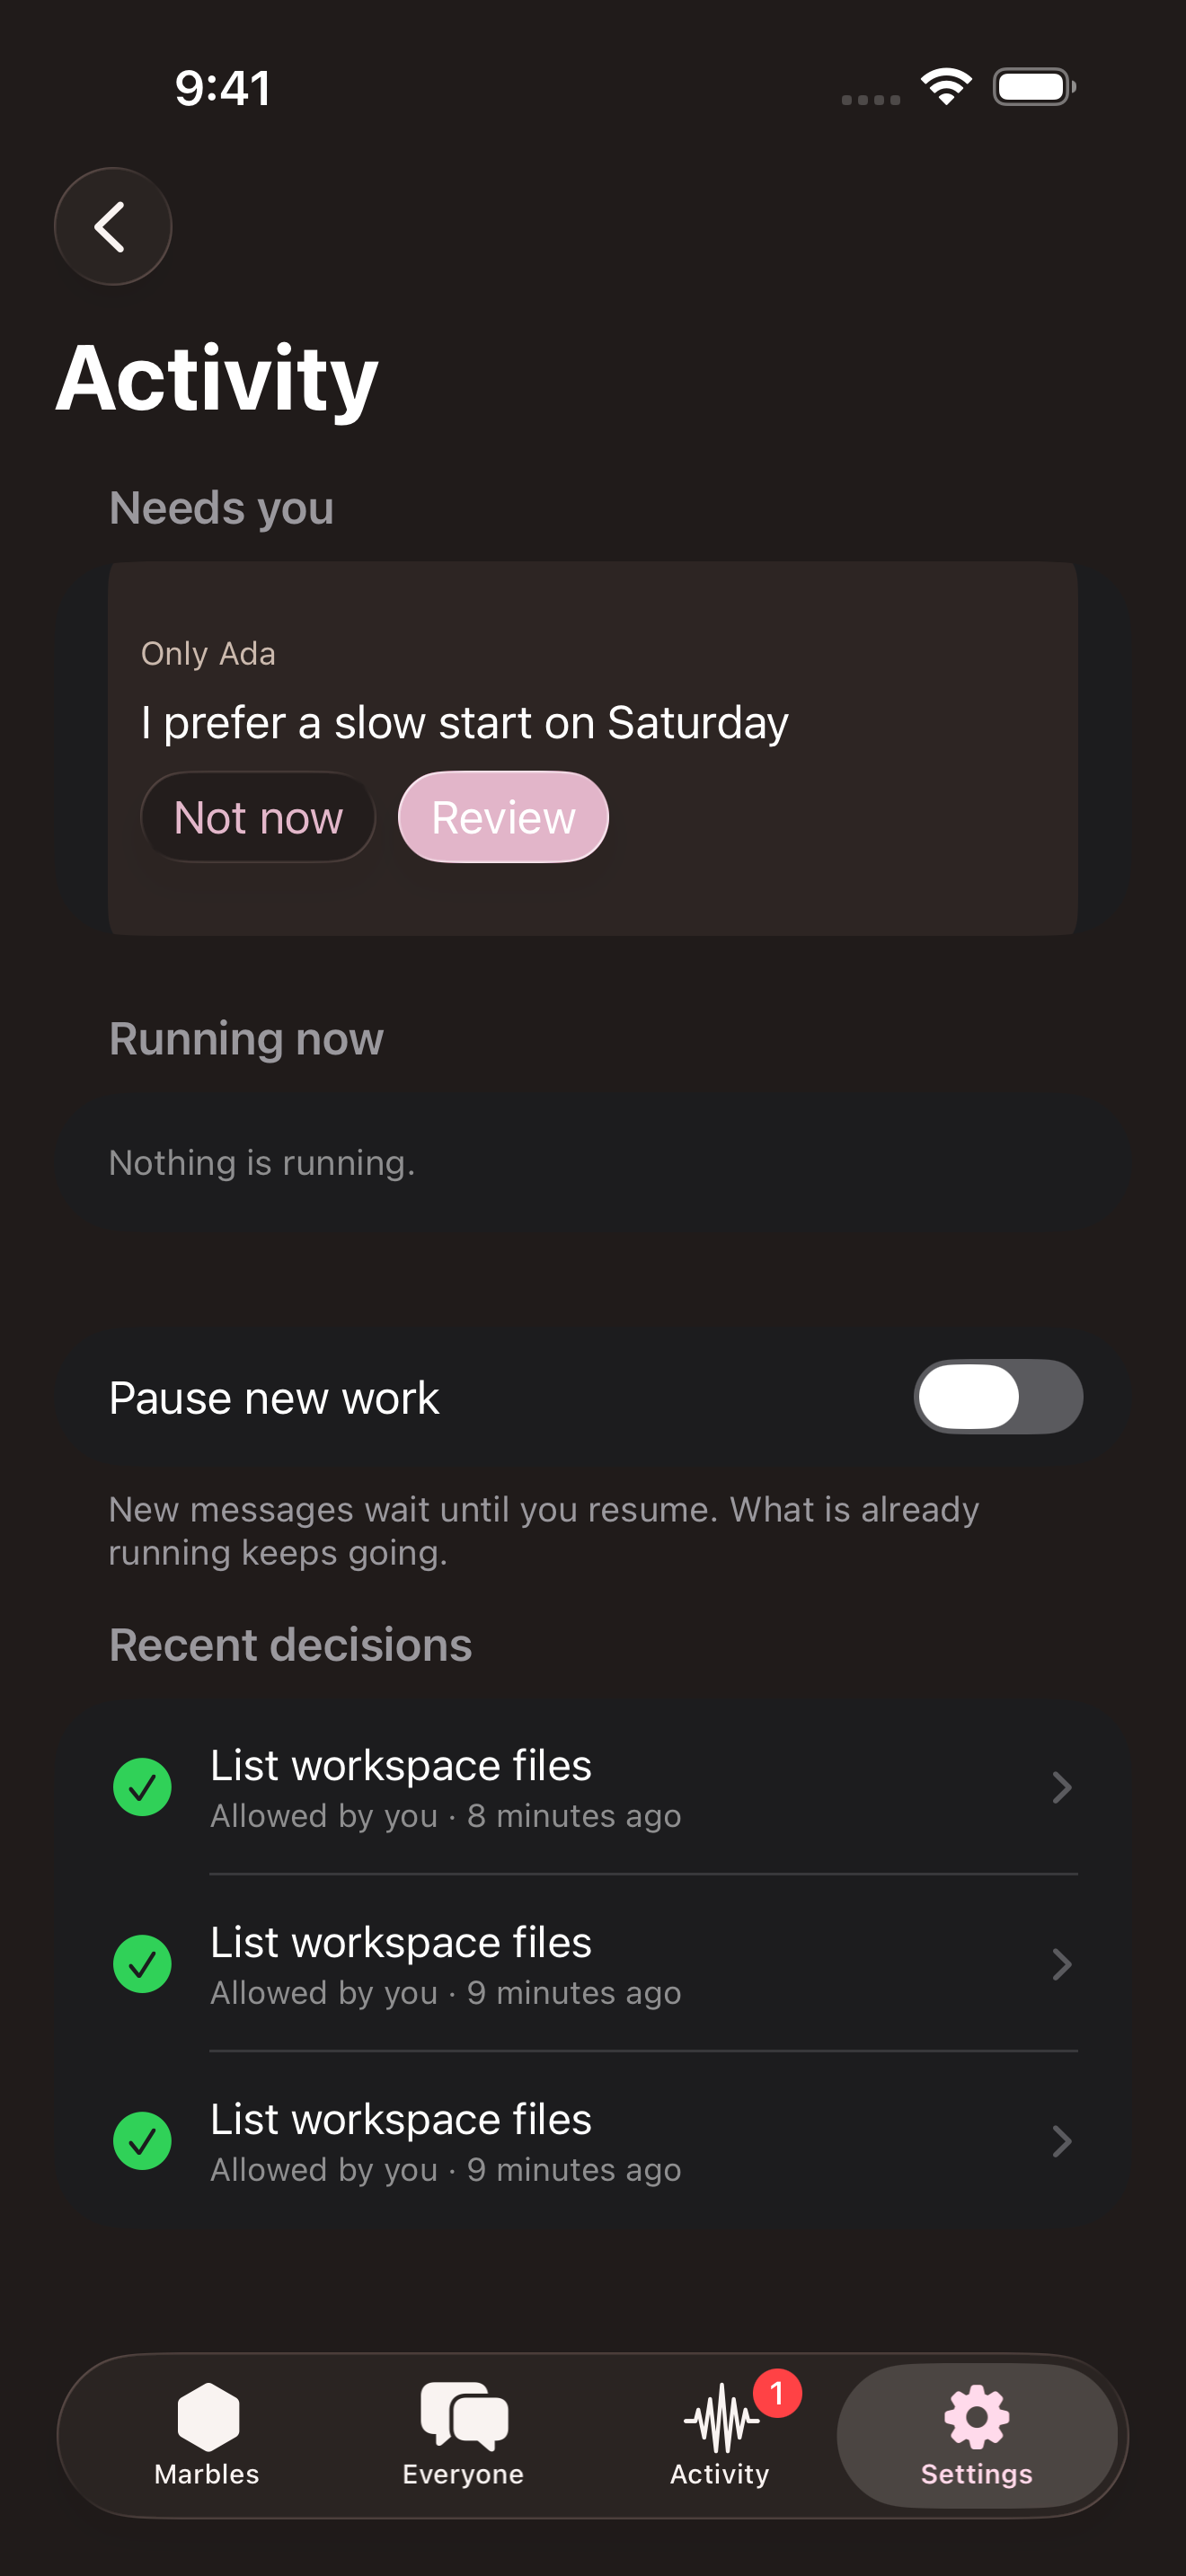 9:41
Activity
Needs you
Only Ada
I prefer a slow start on Saturday
Not now
Review
Running now
Nothing is running.
Pause new work
New messages wait until you resume. What is already
running keeps going.
Recent decisions
List workspace files
Allowed by you · 8 minutes ago
List workspace files
Allowed by you · 9 minutes ago
List workspace files
Allowed by you · 9 minutes ago
1
Marbles
Everyone
Activity
Settings